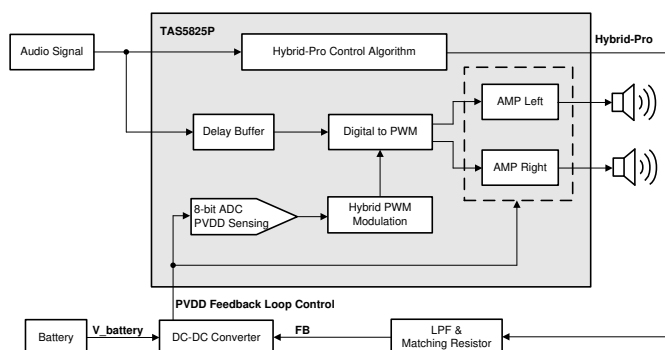 TAS5825P
Audio Signal
Hybrid-Pro Control Algorithm
Hybrid-Pro
AMP Left
Delay Buffer
Digital to PWM
AMP Right
8-bit ADC
PVDD Sensing
Hybrid PWM
Modulation
PVDD Feedback Loop Control
Battery
V_battery
DC-DC Converter
FB
LPF &
Matching Resistor